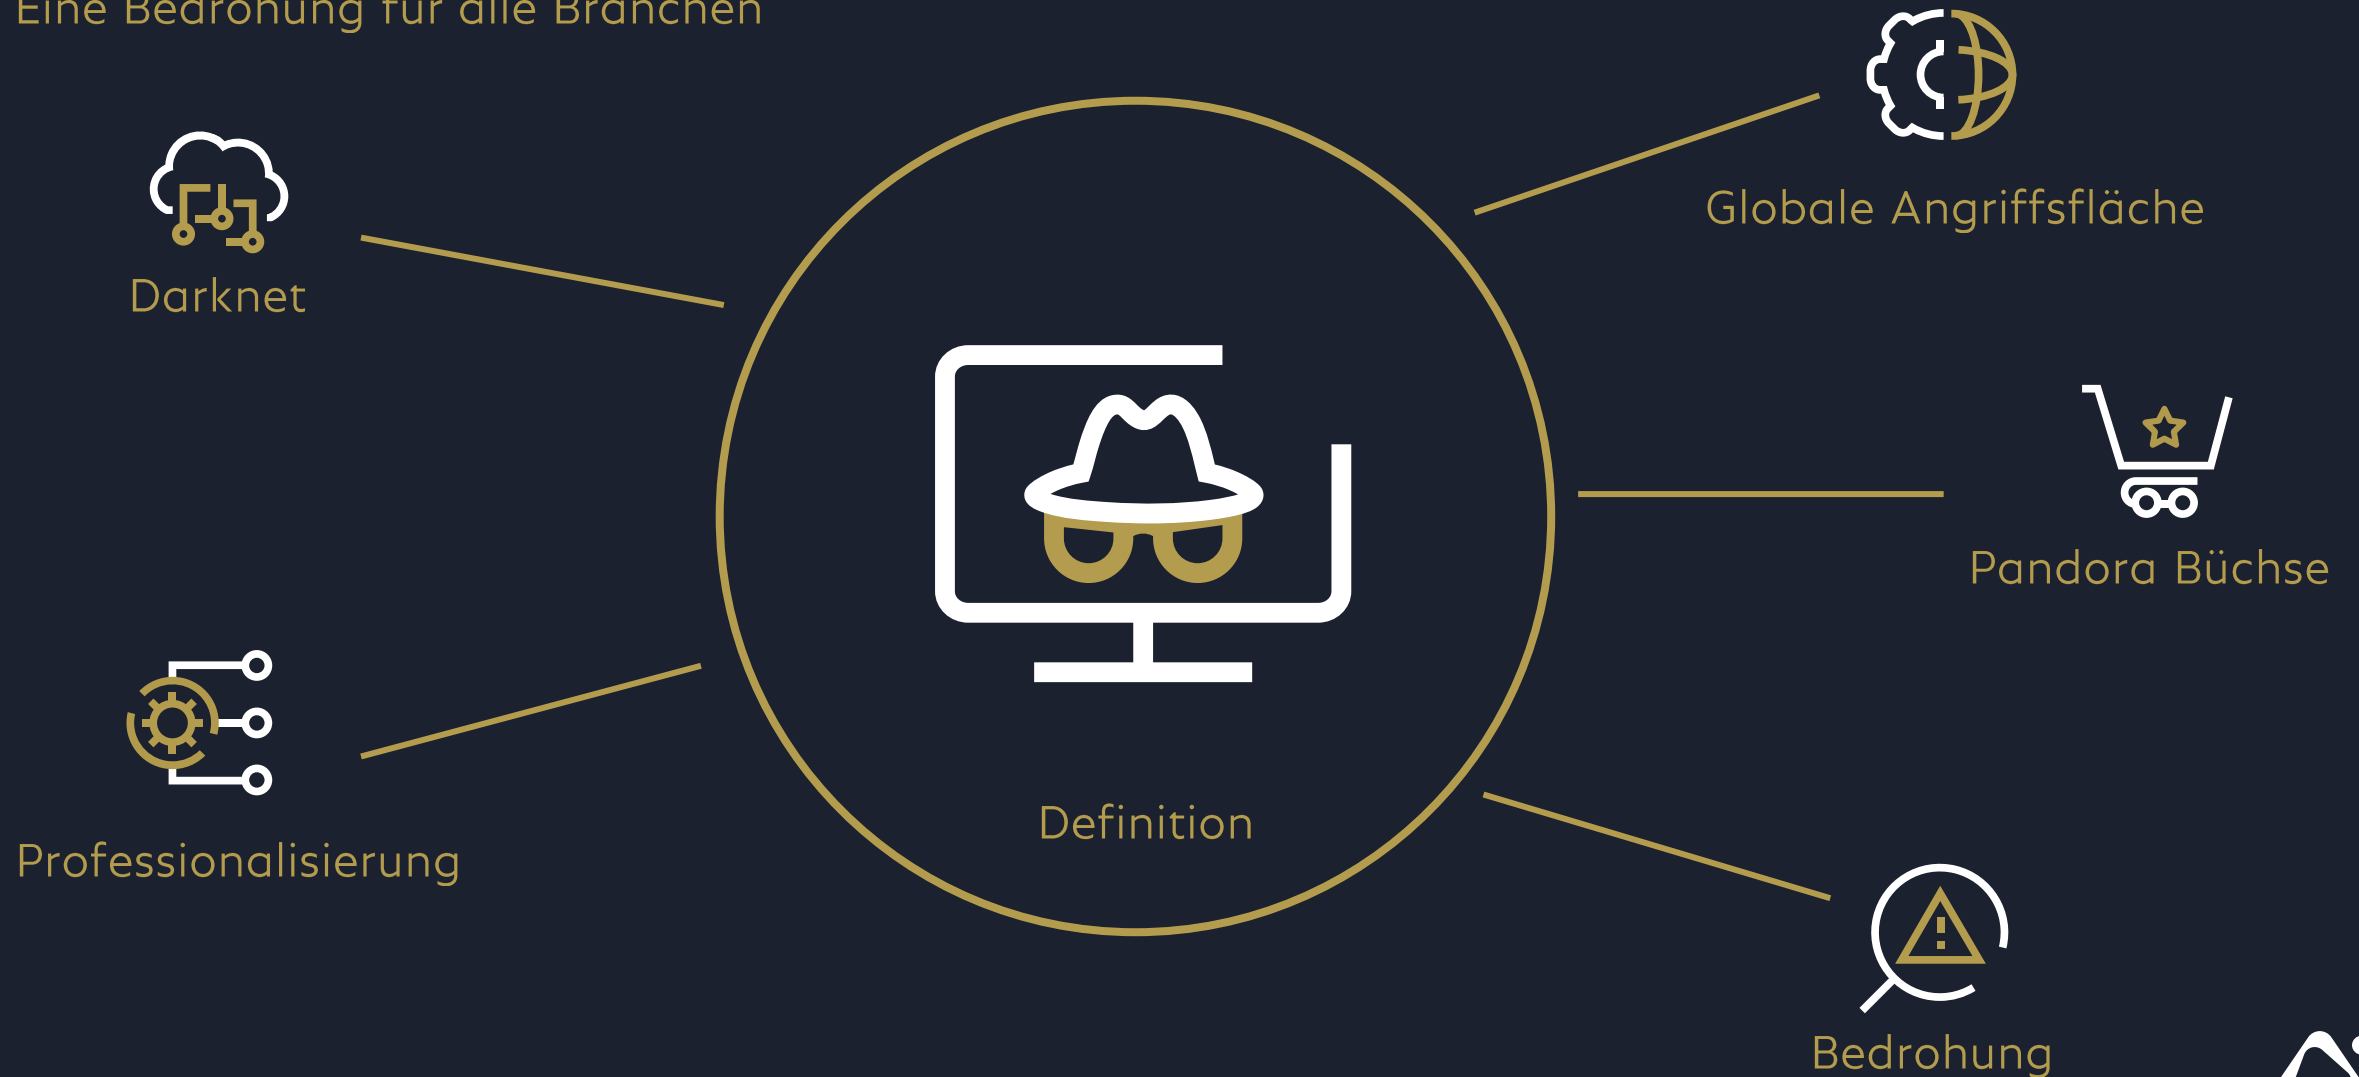 Eine Bedrohung für alle Branchen
Globale Angriffsfläche
Darknet
Pandora Büchse
Definition
Professionalisierung
Bedrohung